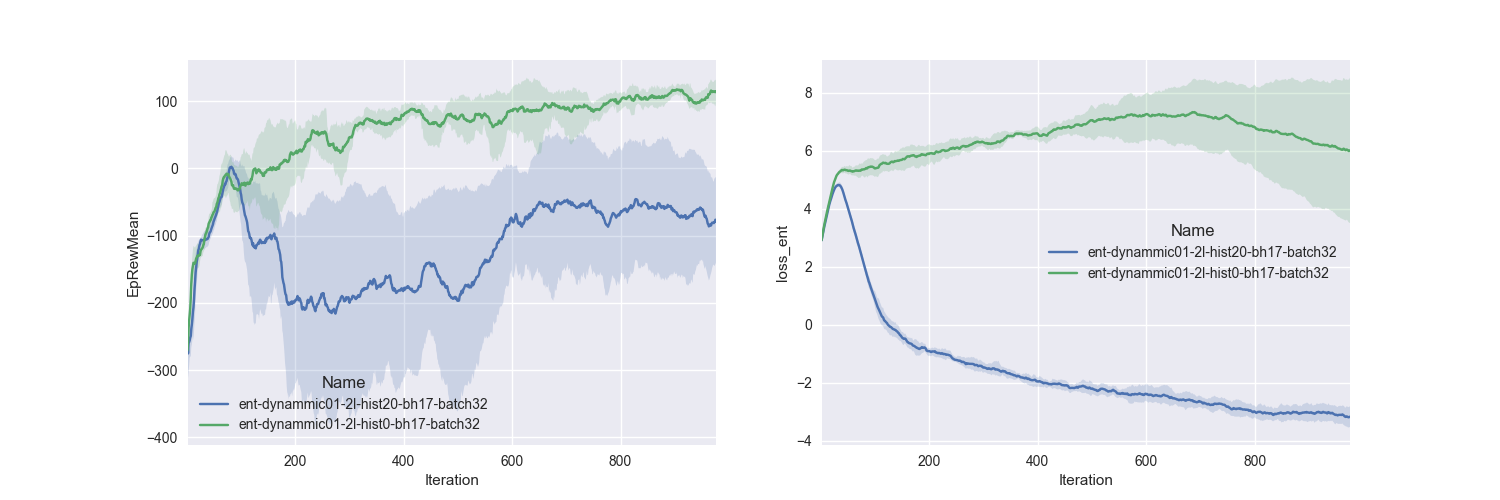 100
0
−100
−200
−300
−400
EpRewMean
Name
ent-dynammic01-2l-hist20-bh17-batch32
ent-dynammic01-2l-hist0-bh17-batch32
200
400
600
800
Iteration
8
6
4
2
0
−2
−4
loss_ent
Name
ent-dynammic01-2l-hist20-bh17-batch32
ent-dynammic01-2l-hist0-bh17-batch32
200
400
600
800
Iteration